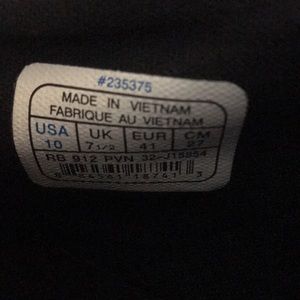 #235375
MADE IN VIETNAM
FABRIQUE AU VIETNAM
USA UK EUR CM
10 7 1/2 41 27
RB 912 PVN 32-J15954